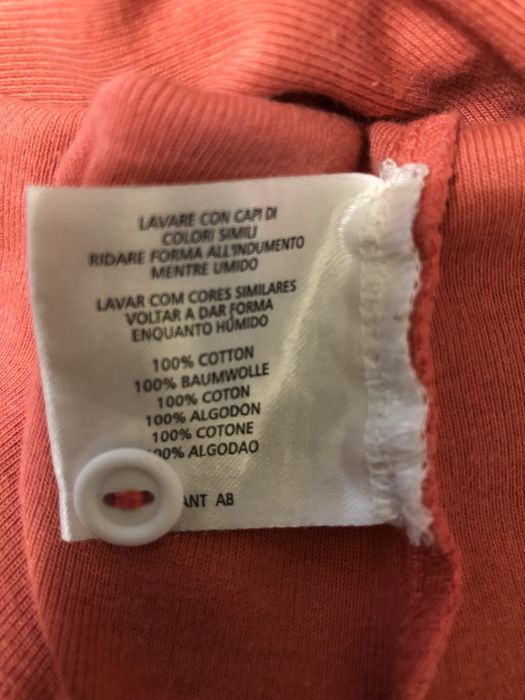 LAVARE CON CAPI DI
COLORI SIMILI
RIDARE FORMA ALL'INDUMENTO
MENTRE UMIDO
LAVAR COM CORES SIMILARES
VOLTAR A DAR FORMA
ENQUANTO HÚMIDO
100% COTTON
100% BAUMWOLLE
100% COTON
100% ALGODON
100% COTONE
00% ALGODAO
ANT AB